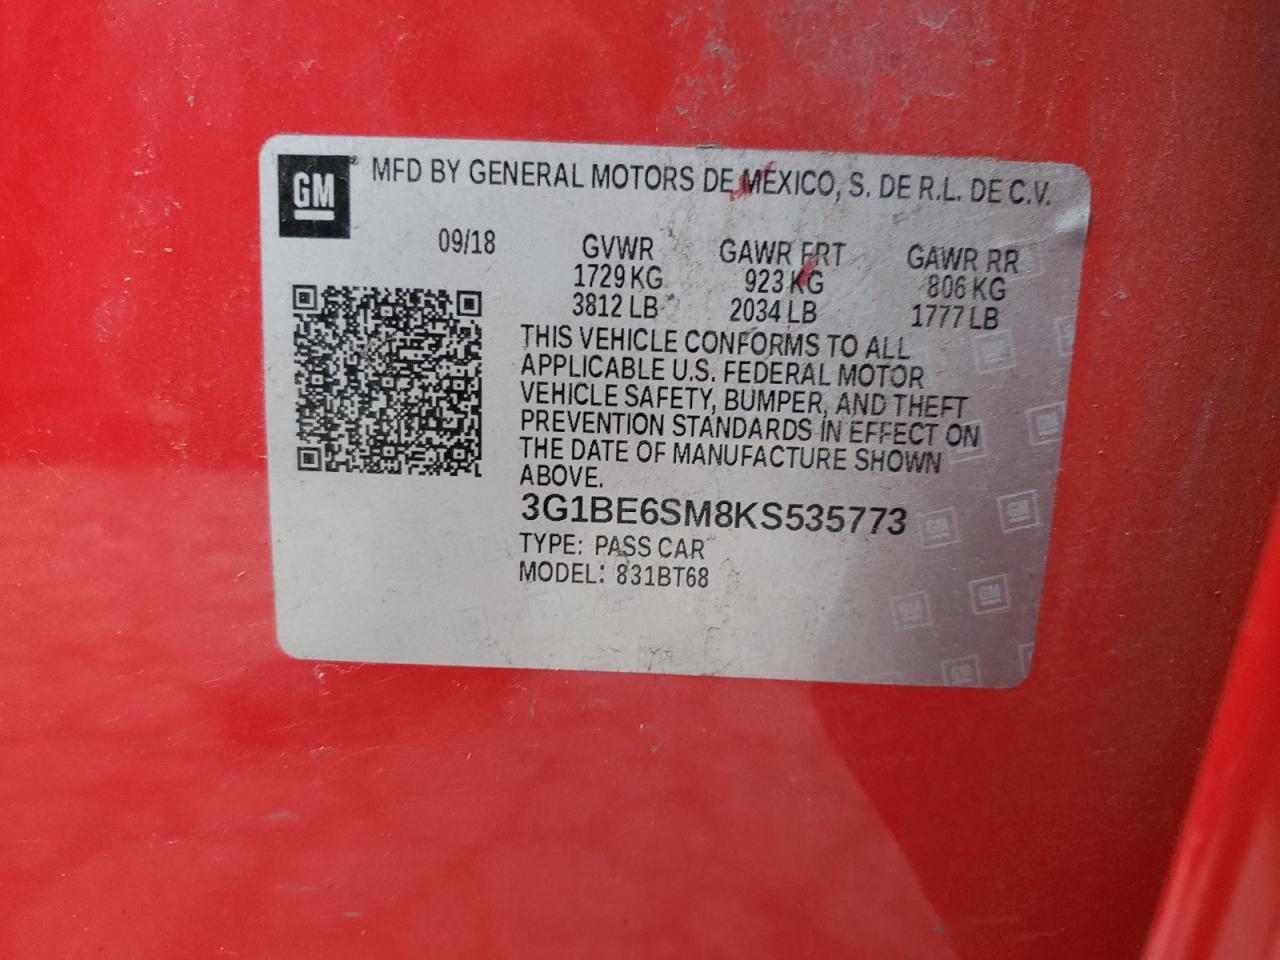 GM
MFD BY GENERAL MOTORS DE MÉXICO, S. DE R.L. DE C.V.
09/18 GVWR GAWR FRT GAWR RR
1729 KG 923 KG 806 KG
3812 LB 2034 LB 1777 LB
THIS VEHICLE CONFORMS TO ALL
APPLICABLE U.S. FEDERAL MOTOR
VEHICLE SAFETY, BUMPER, AND THEFT
PREVENTION STANDARDS IN EFFECT ON
THE DATE OF MANUFACTURE SHOWN
ABOVE.
3G1BE6SM8KS535773
TYPE: PASS CAR
MODEL: 831BT68